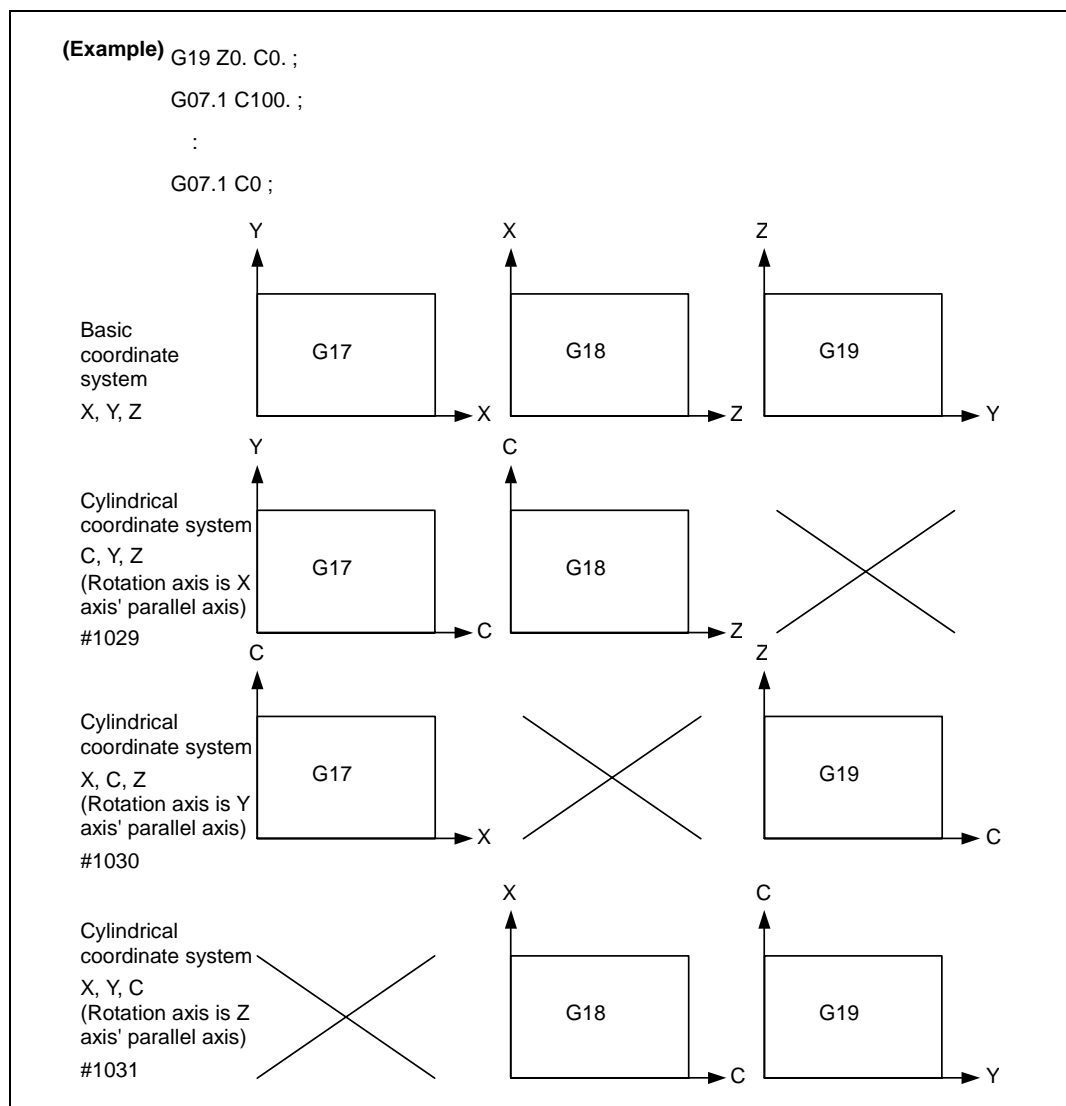 (Example) G19 Z0. C0. ;
G07.1 C100. ;
:
G07.1 C0 ;
Y
X
Z
Basic
coordinate
system
X, Y, Z
G17
G18
G19
X
Z
Y
Y
C
Cylindrical
coordinate system
C, Y, Z
(Rotation axis is X
axis' parallel axis)
#1029
G17
G18
C
Z
C
Z
Cylindrical
coordinate system
X, C, Z
(Rotation axis is Y
axis' parallel axis)
#1030
G17
G19
X
C
X
C
Cylindrical
coordinate system
X, Y, C
(Rotation axis is Z
axis' parallel axis)
#1031
G18
G19
C
Y